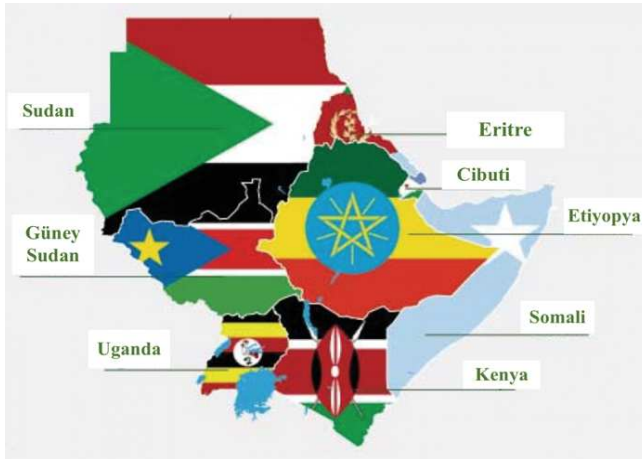 Sudan
Eritre
Cibuti
Etiyopya
Güney
Sudan
Somali
Uganda
Kenya